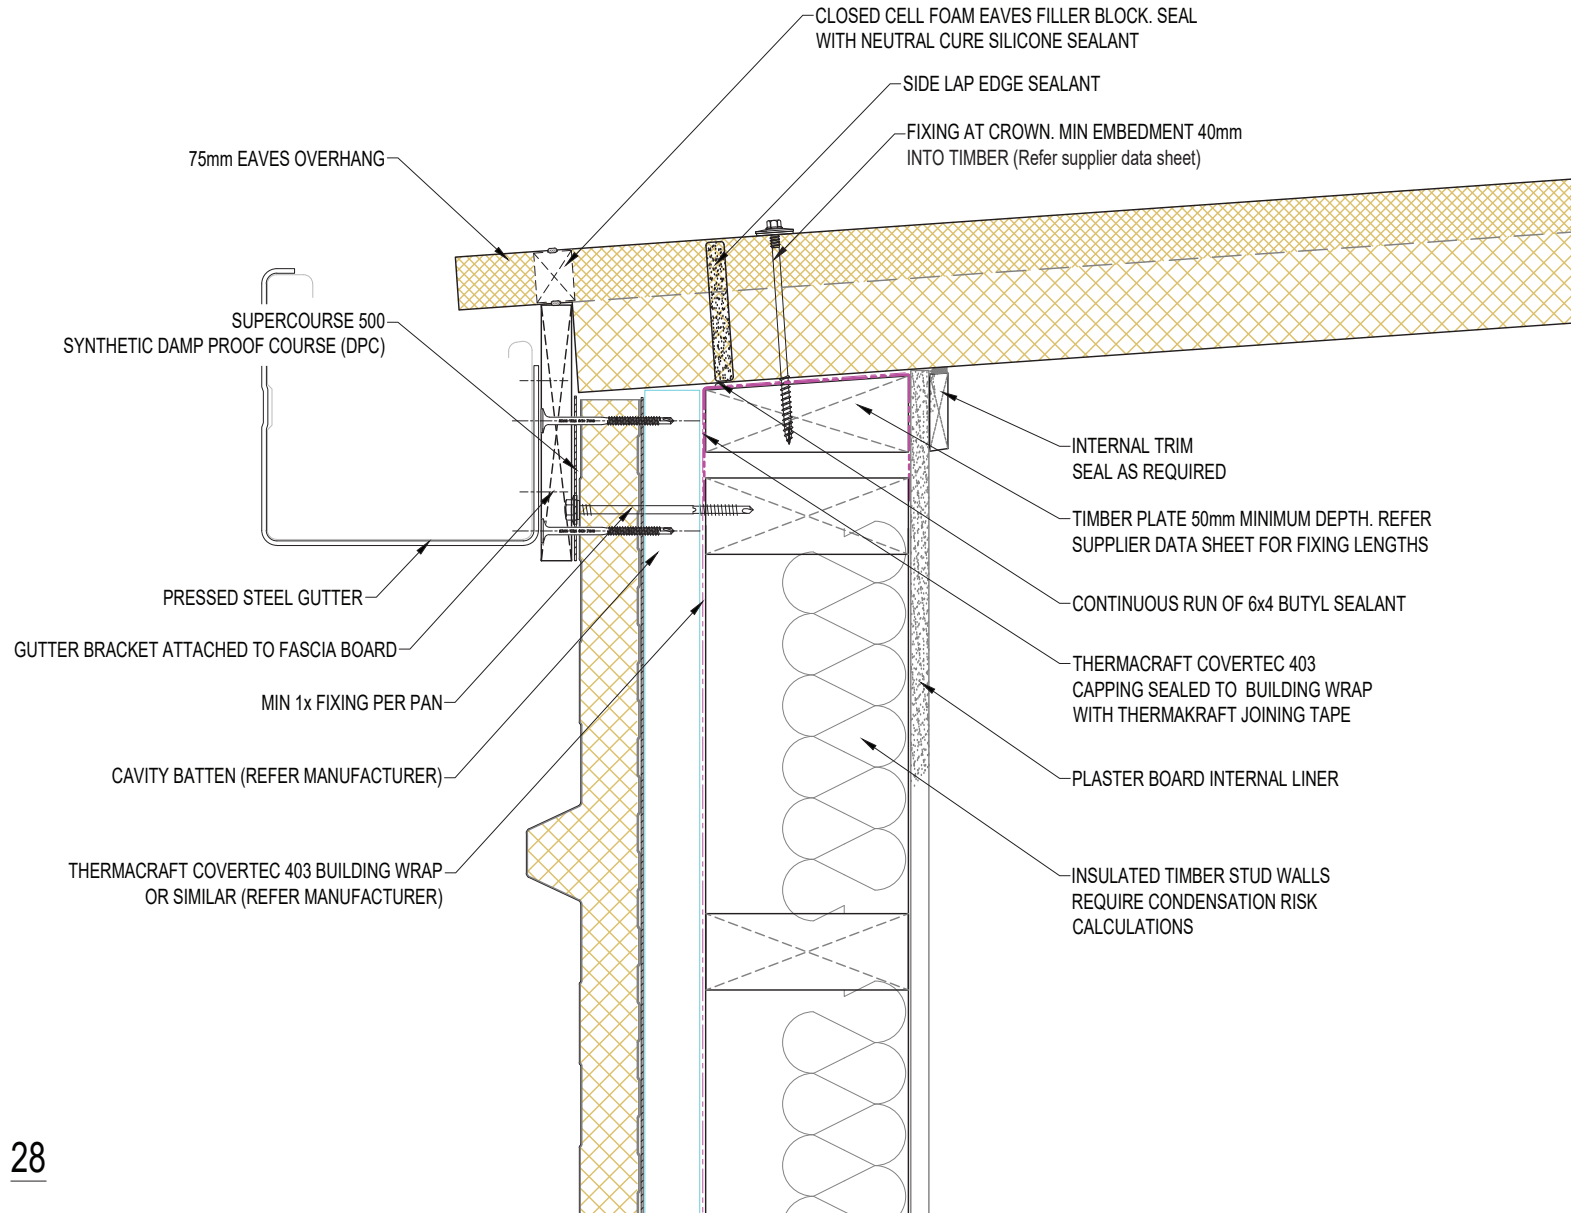 CLOSED CELL FOAM EAVES FILLER BLOCK. SEAL
WITH NEUTRAL CURE SILICONE SEALANT
SIDE LAP EDGE SEALANT
FIXING AT CROWN. MIN EMBEDMENT 40mm
INTO TIMBER (Refer supplier data sheet)
75mm EAVES OVERHANG
SUPERCOURSE 500
SYNTHETIC DAMP PROOF COURSE (DPC)
PRESSED STEEL GUTTER
GUTTER BRACKET ATTACHED TO FASCIA BOARD
MIN 1x FIXING PER PAN
CAVITY BATTEN (REFER MANUFACTURER)
THERMACRAFT COVERTEC 403 BUILDING WRAP
OR SIMILAR (REFER MANUFACTURER)
INTERNAL TRIM
SEAL AS REQUIRED
TIMBER PLATE 50mm MINIMUM DEPTH. REFER
SUPPLIER DATA SHEET FOR FIXING LENGTHS
CONTINUOUS RUN OF 6x4 BUTYL SEALANT
THERMACRAFT COVERTEC 403
CAPPING SEALED TO BUILDING WRAP
WITH THERMAKRAFT JOINING TAPE
PLASTER BOARD INTERNAL LINER
INSULATED TIMBER STUD WALLS
REQUIRE CONDENSATION RISK
CALCULATIONS
28